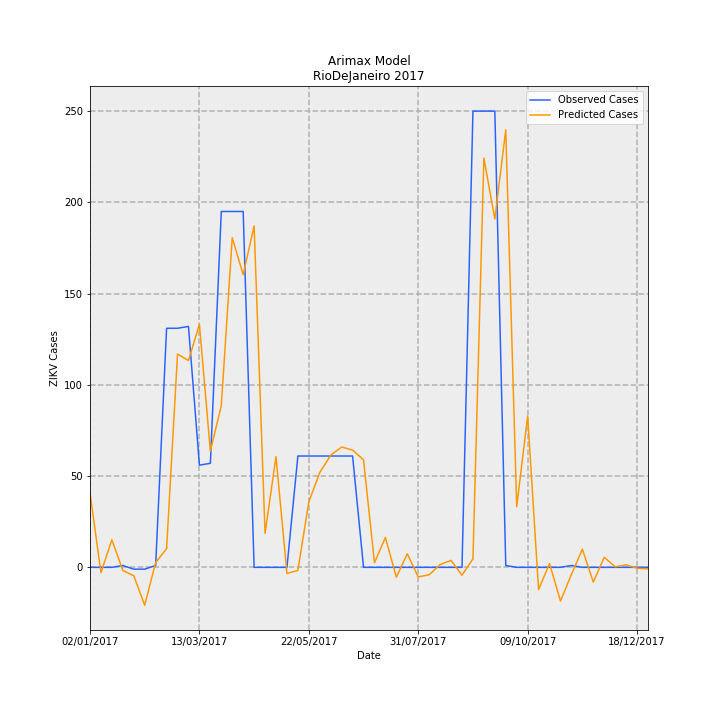 Arimax Model
RioDeJaneiro 2017
Observed Cases
Predicted Cases
250
200
150
100
50
0
ZIKV Cases
02/01/2017 13/03/2017 22/05/2017 31/07/2017 09/10/2017 18/12/2017
Date